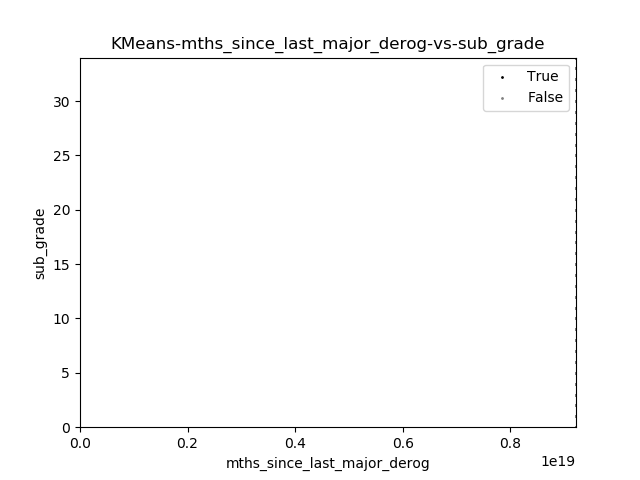 KMeans-mths_since_last_major_derog-vs-sub_grade
True
False
30
25
20
15
10
5
0
sub_grade
0.0 0.2 0.4 0.6 0.8
1e19
mths_since_last_major_derog